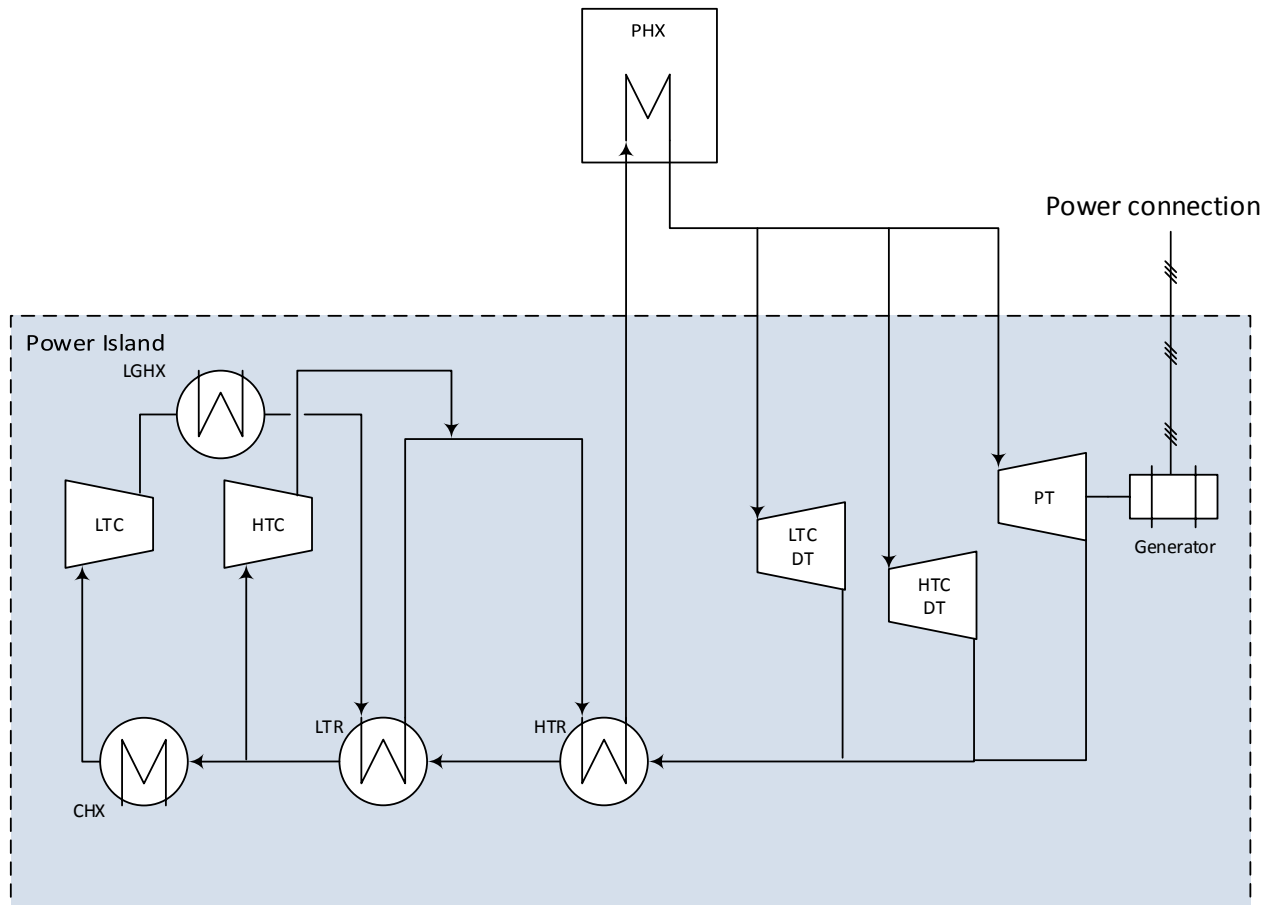 PHX
Power connection
Power Island
LGHX
LTC
HTC
LTC
DT
HTC
DT
PT
Generator
LTR
HTR
CHX